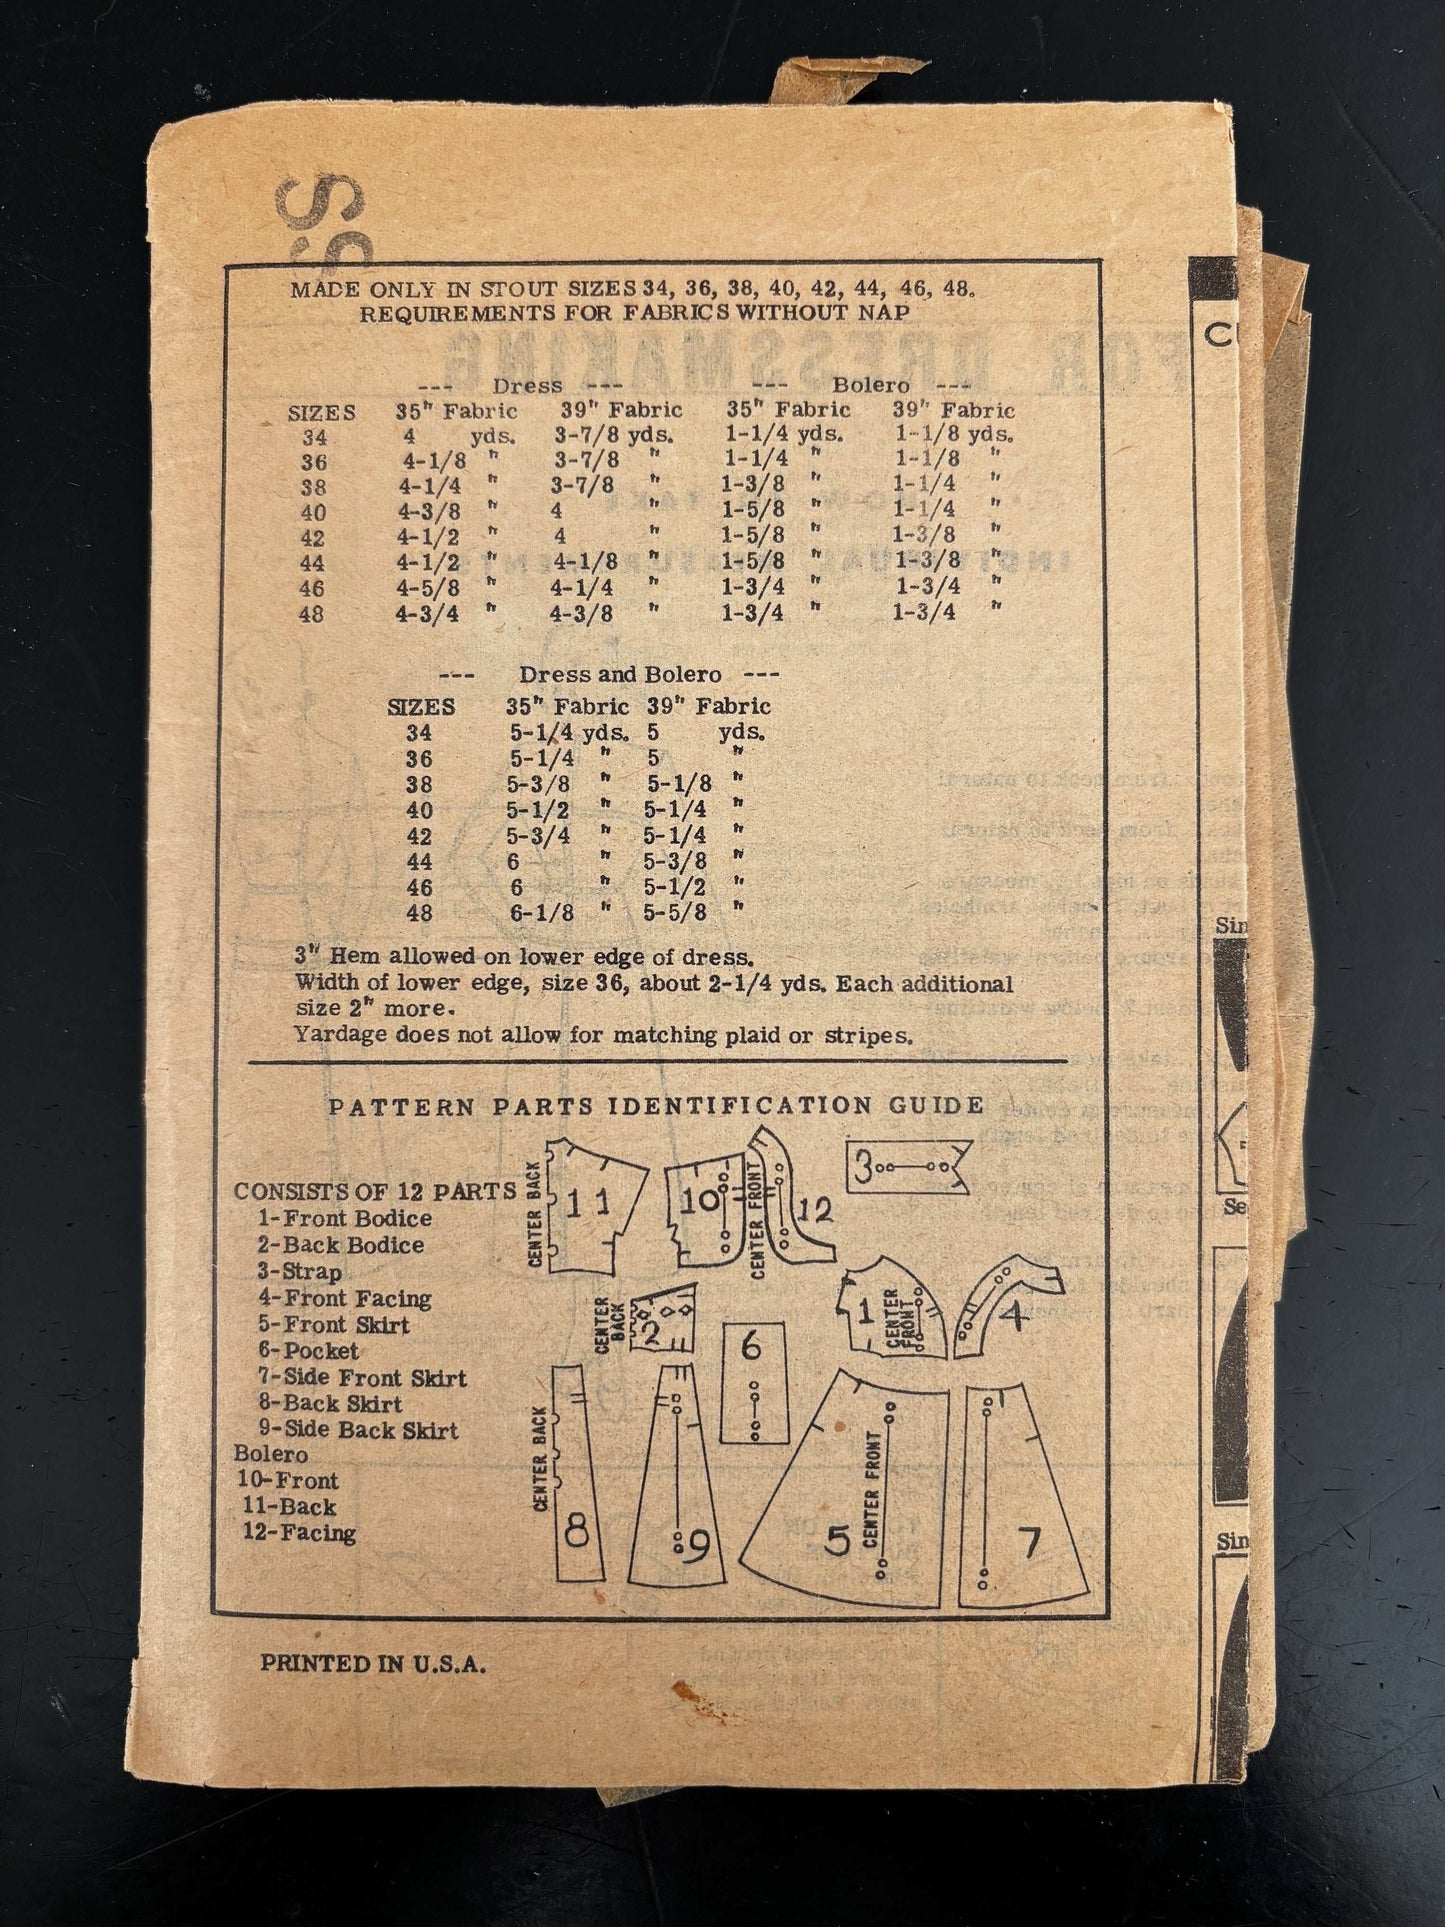 SS
MADE ONLY IN STOUT SIZES 34, 36, 38, 40, 42, 44, 46, 48.
REQUIREMENTS FOR FABRICS WITHOUT NAP
FOR DRESSMAKING
--- Dress --- --- Bolero ---
SIZES 35" Fabric 39" Fabric 35" Fabric 39" Fabric
34 4 yds. 3-7/8 yds. 1-1/4 yds. 1-1/8 yds.
36 4-1/8 " 3-7/8 " 1-1/4 " 1-1/8 "
38 4-1/4 " 3-7/8 " 1-3/8 " 1-1/4 "
40 4-3/8 " 4 " 1-5/8 " 1-1/4 "
42 4-1/2 " 4 " 1-5/8 " 1-3/8 "
44 4-1/2 " 4-1/8 " 1-5/8 " 1-3/8 "
46 4-5/8 " 4-1/4 " 1-3/4 " 1-3/4 "
48 4-3/4 " 4-3/8 " 1-3/4 " 1-3/4 "
--- Dress and Bolero ---
SIZES 35" Fabric 39" Fabric
34 5-1/4 yds. 5 yds.
36 5-1/4 " 5 "
38 5-3/8 " 5-1/8 "
40 5-1/2 " 5-1/4 "
42 5-3/4 " 5-1/4 "
44 6 " 5-3/8 "
46 6 " 5-1/2 "
48 6-1/8 " 5-5/8 "
3" Hem allowed on lower edge of dress.
Width of lower edge, size 36, about 2-1/4 yds. Each additional
size 2" more.
Yardage does not allow for matching plaid or stripes.
PATTERN PARTS IDENTIFICATION GUIDE
CONSISTS OF 12 PARTS
1-Front Bodice
2-Back Bodice
3-Strap
4-Front Facing
5-Front Skirt
6-Pocket
7-Side Front Skirt
8-Back Skirt
9-Side Back Skirt
Bolero
10-Front
11-Back
12-Facing
CENTER BACK
11
10
CENTER FRONT
12
3
CENTER BACK
2
6
1
CENTER FRONT
4
CENTER BACK
8
9
5
CENTER FRONT
7
PRINTED IN U.S.A.